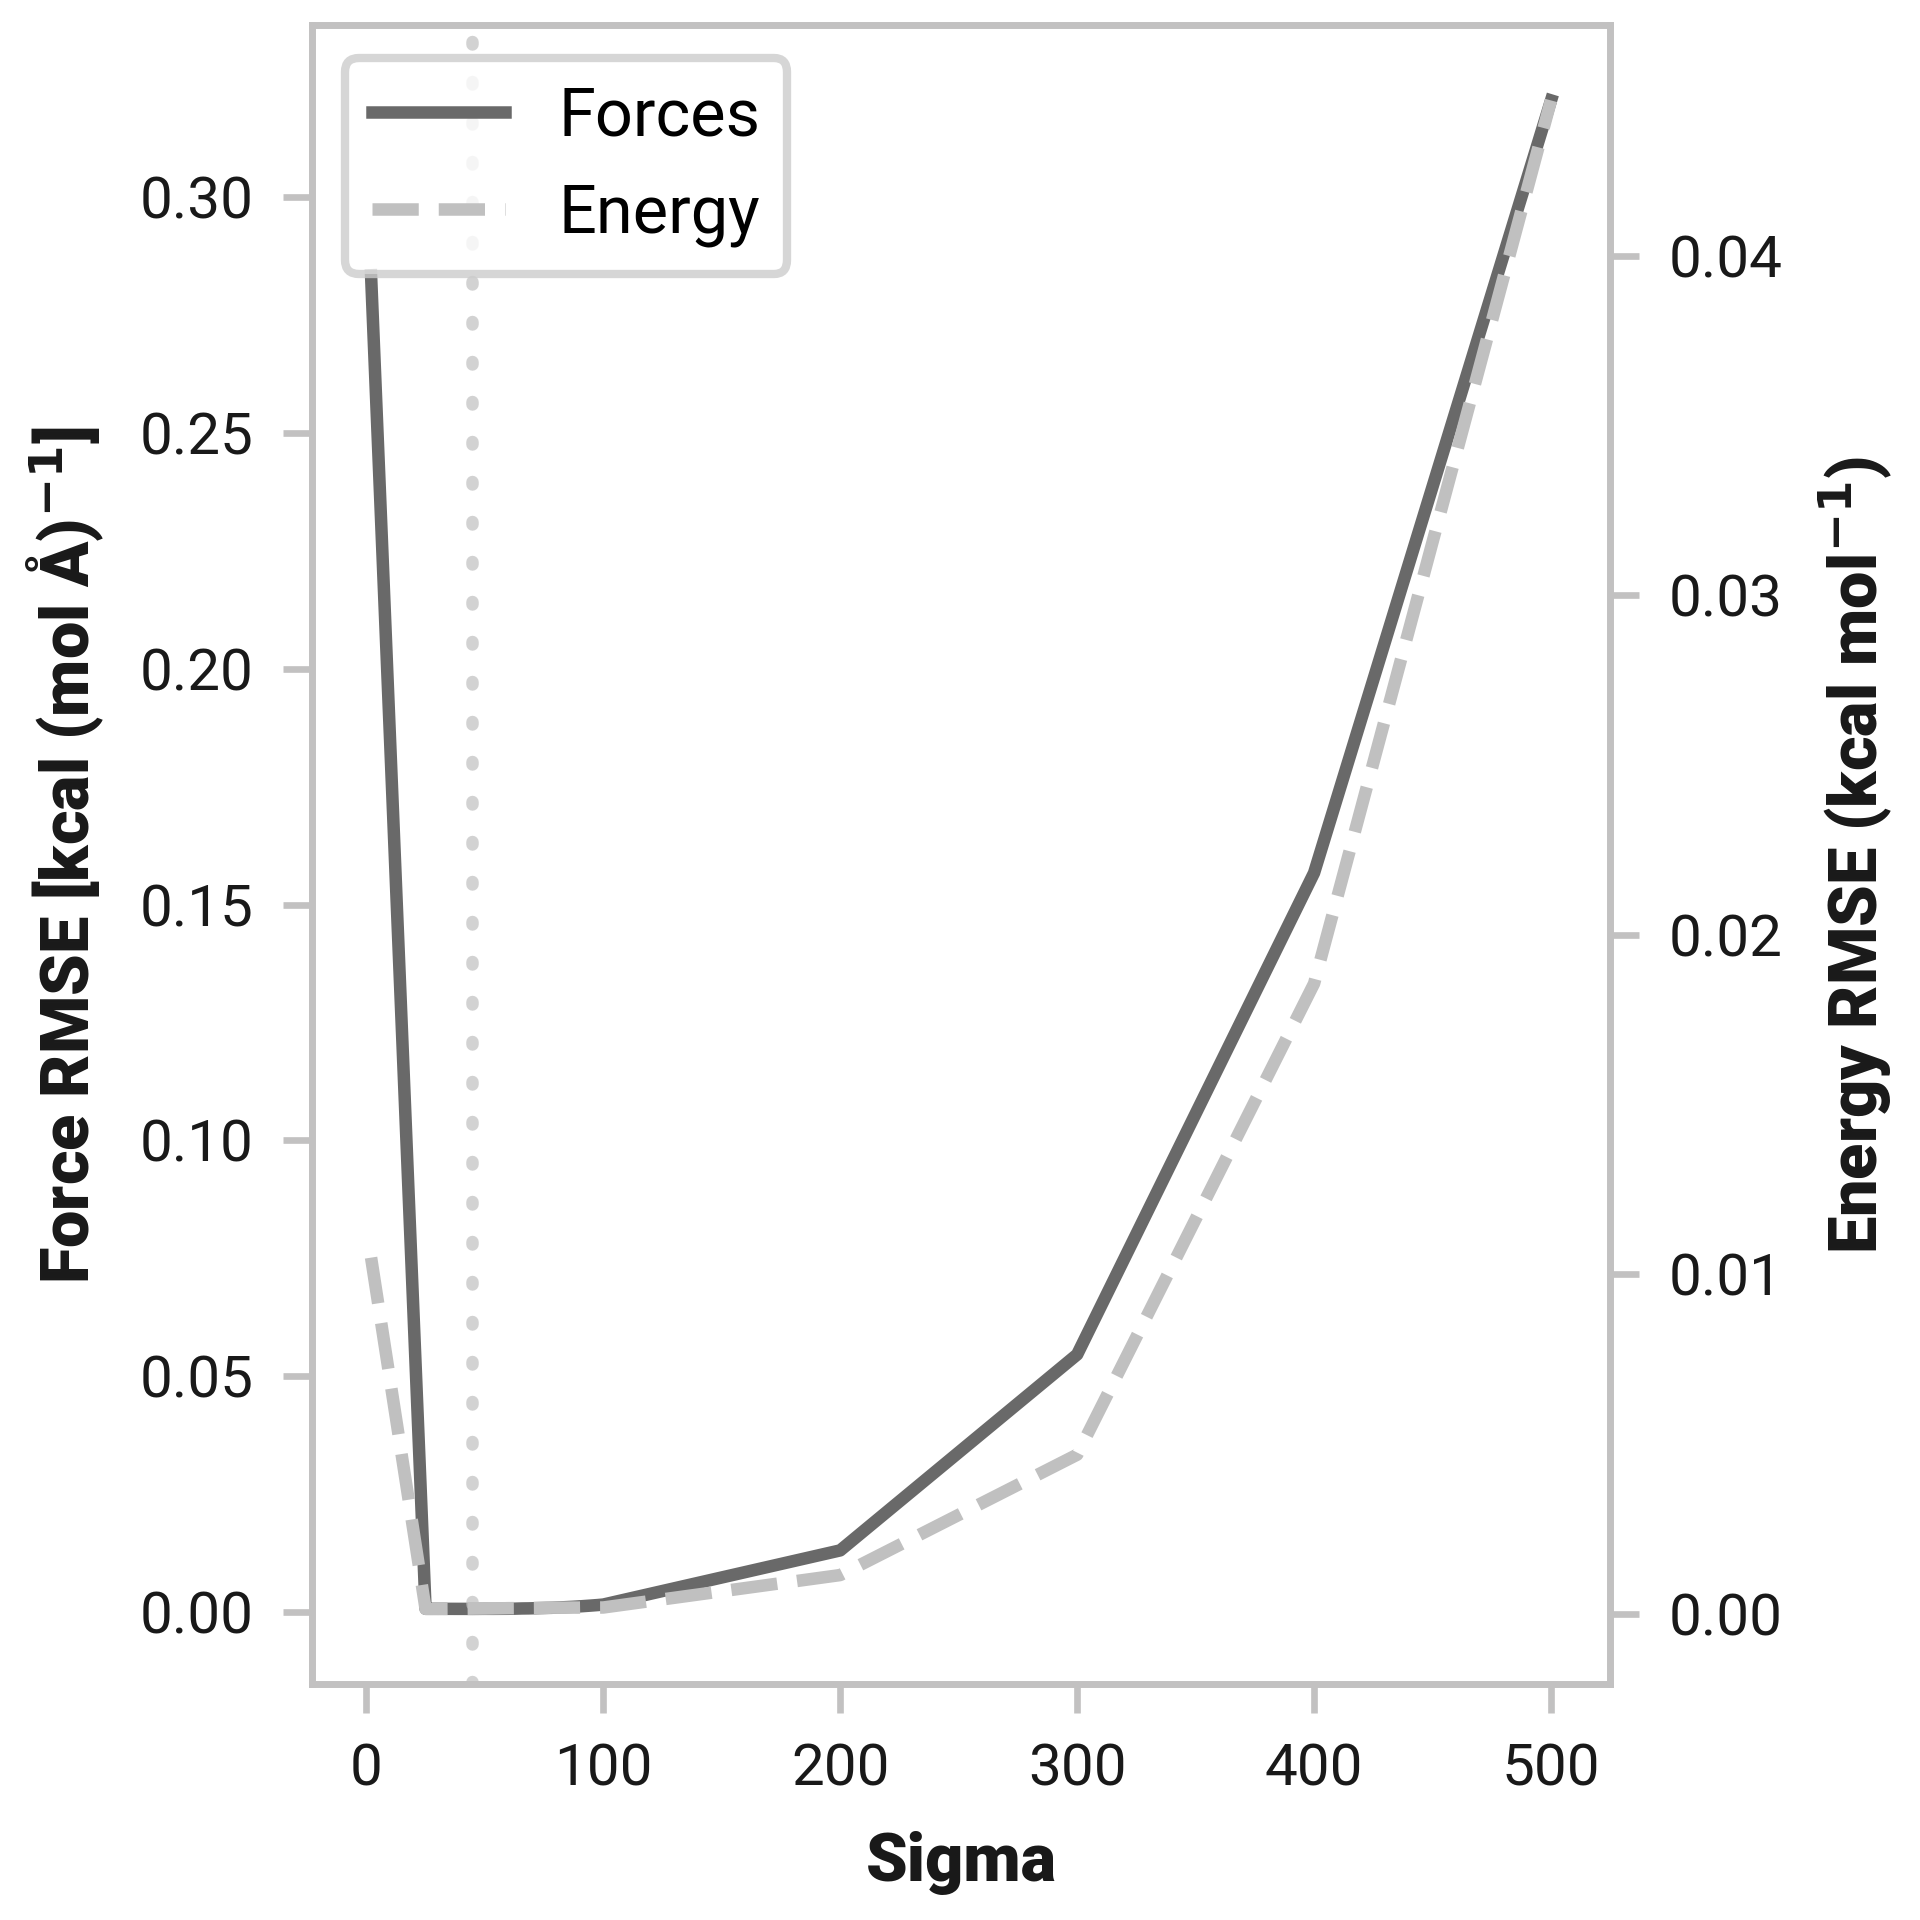 Forces
Energy
Force RMSE [kcal (mol Å)⁻¹]
0.30
0.25
0.20
0.15
0.10
0.05
0.00
0.04
0.03
0.02
0.01
0.00
Energy RMSE (kcal mol⁻¹)
0 100 200 300 400 500
Sigma